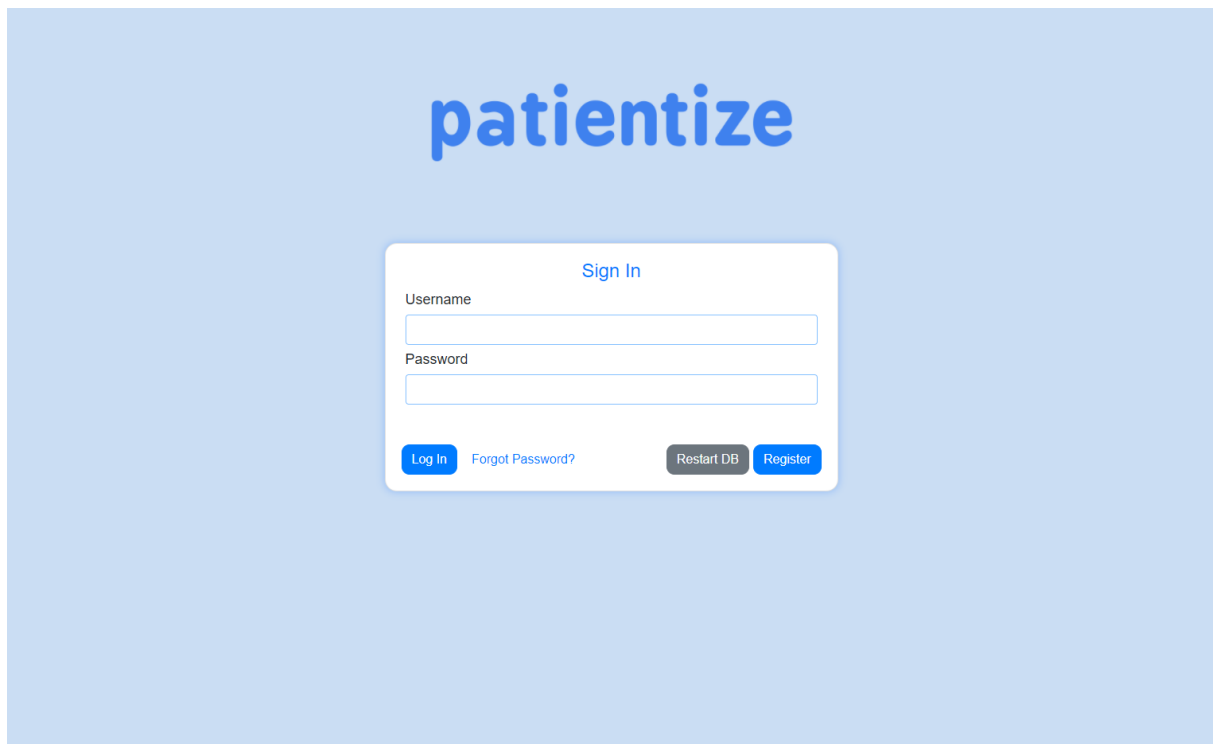 patientize
Sign In
Username
Password
Log In Forgot Password? Restart DB Register